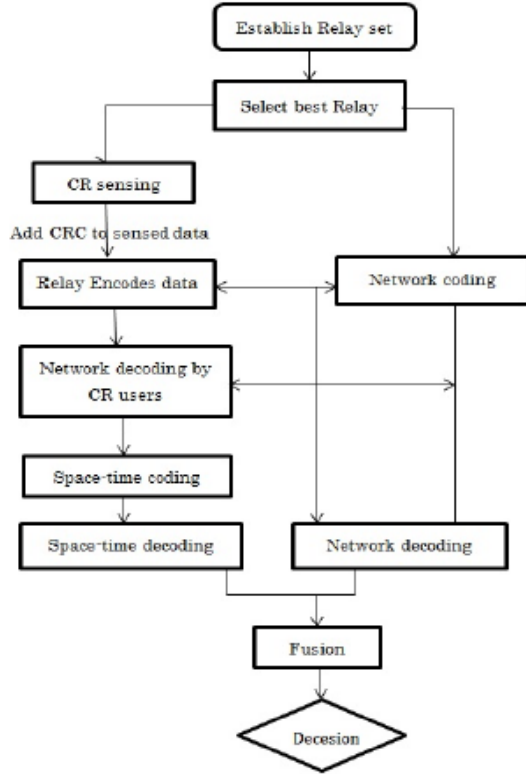 Establish Relay set
Select best Relay
CR sensing
Add CRC to sensed data
Relay Encodes data
Network coding
Network decoding by
CR users
Space-time coding
Space-time decoding
Network decoding
Fusion
Decesion